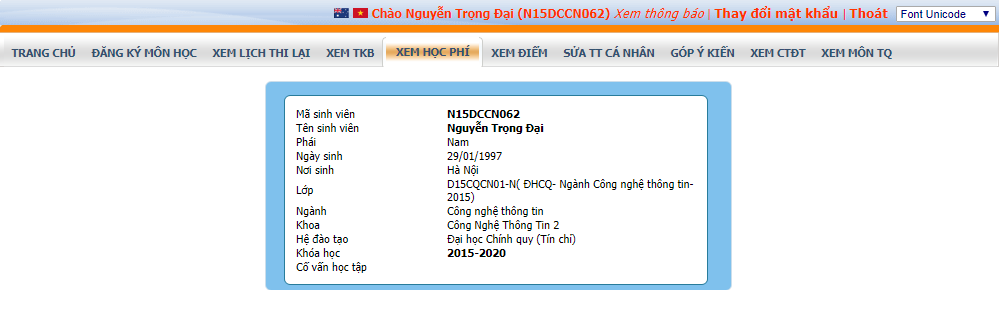 Chào Nguyễn Trọng Đại (N15DCCN062) Xem thông báo | Thay đổi mật khẩu | Thoát Font Unicode
TRANG CHỦ ĐĂNG KÝ MÔN HỌC XEM LỊCH THI LẠI XEM TKB XEM HỌC PHÍ XEM ĐIỂM SỬA TT CÁ NHÂN GÓP Ý KIẾN XEM CTĐT XEM MÔN TQ
Mã sinh viên N15DCCN062
Tên sinh viên Nguyễn Trọng Đại
Phái Nam
Ngày sinh 29/01/1997
Nơi sinh Hà Nội
Lớp D15CQCN01-N( ĐHCQ- Ngành Công nghệ thông tin-
2015)
Ngành Công nghệ thông tin
Khoa Công Nghệ Thông Tin 2
Hệ đào tạo Đại học Chính quy (Tín chỉ)
Khóa học 2015-2020
Cố vấn học tập